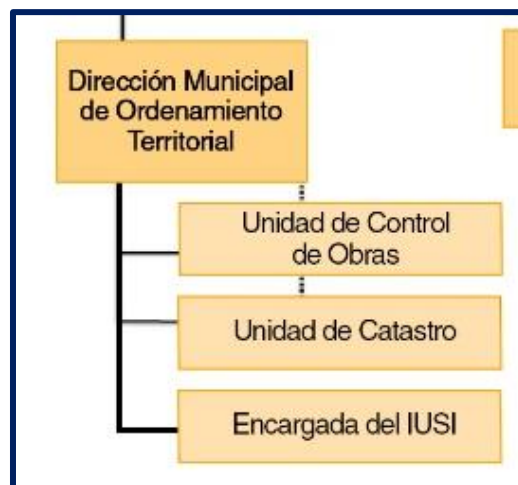 Dirección Municipal
de Ordenamiento
Territorial
Unidad de Control
de Obras
Unidad de Catastro
Encargada del IUSI